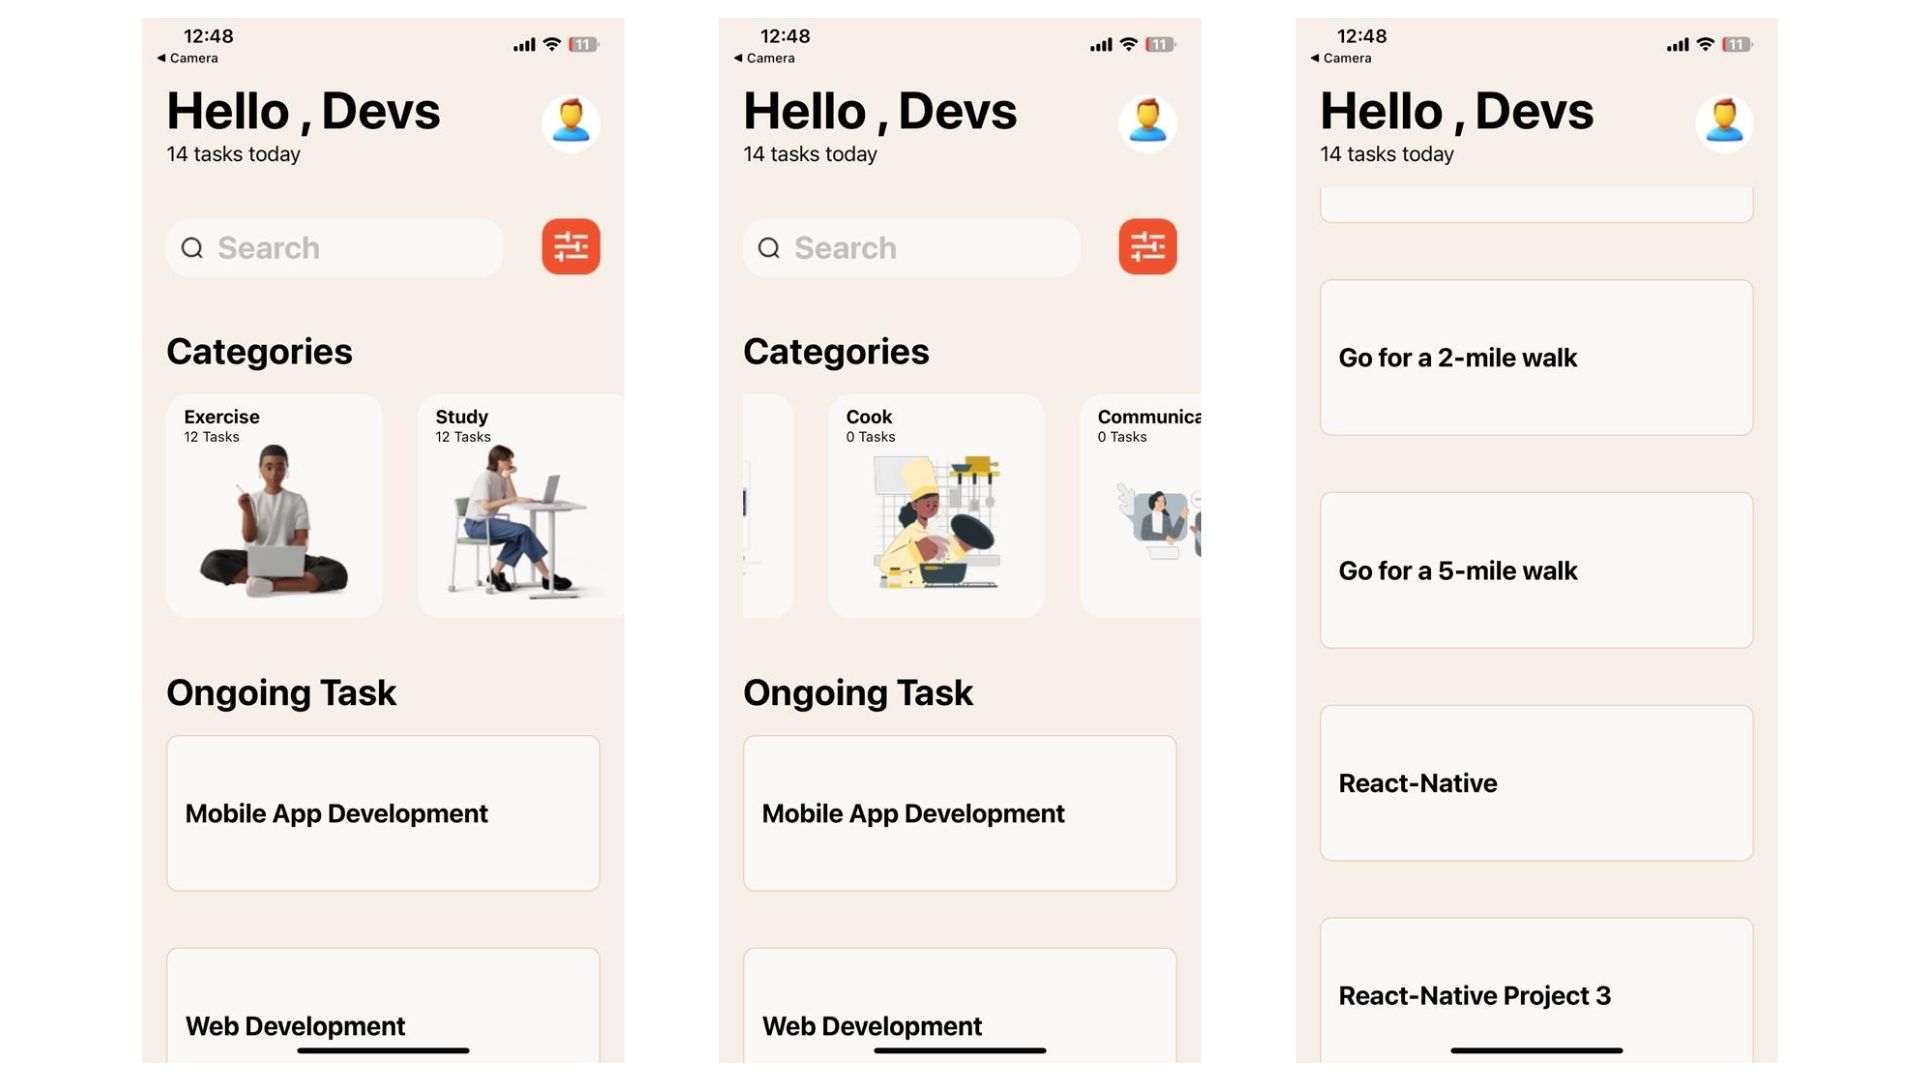 12:48
11
◀ Camera
Hello , Devs
14 tasks today
Search
Categories
Exercise
12 Tasks
Study
12 Tasks
Ongoing Task
Mobile App Development
Web Development
12:48
11
◀ Camera
Hello , Devs
14 tasks today
Search
Categories
Cook
0 Tasks
Communica
0 Tasks
Ongoing Task
Mobile App Development
Web Development
12:48
11
◀ Camera
Hello , Devs
14 tasks today
Go for a 2-mile walk
Go for a 5-mile walk
React-Native
React-Native Project 3